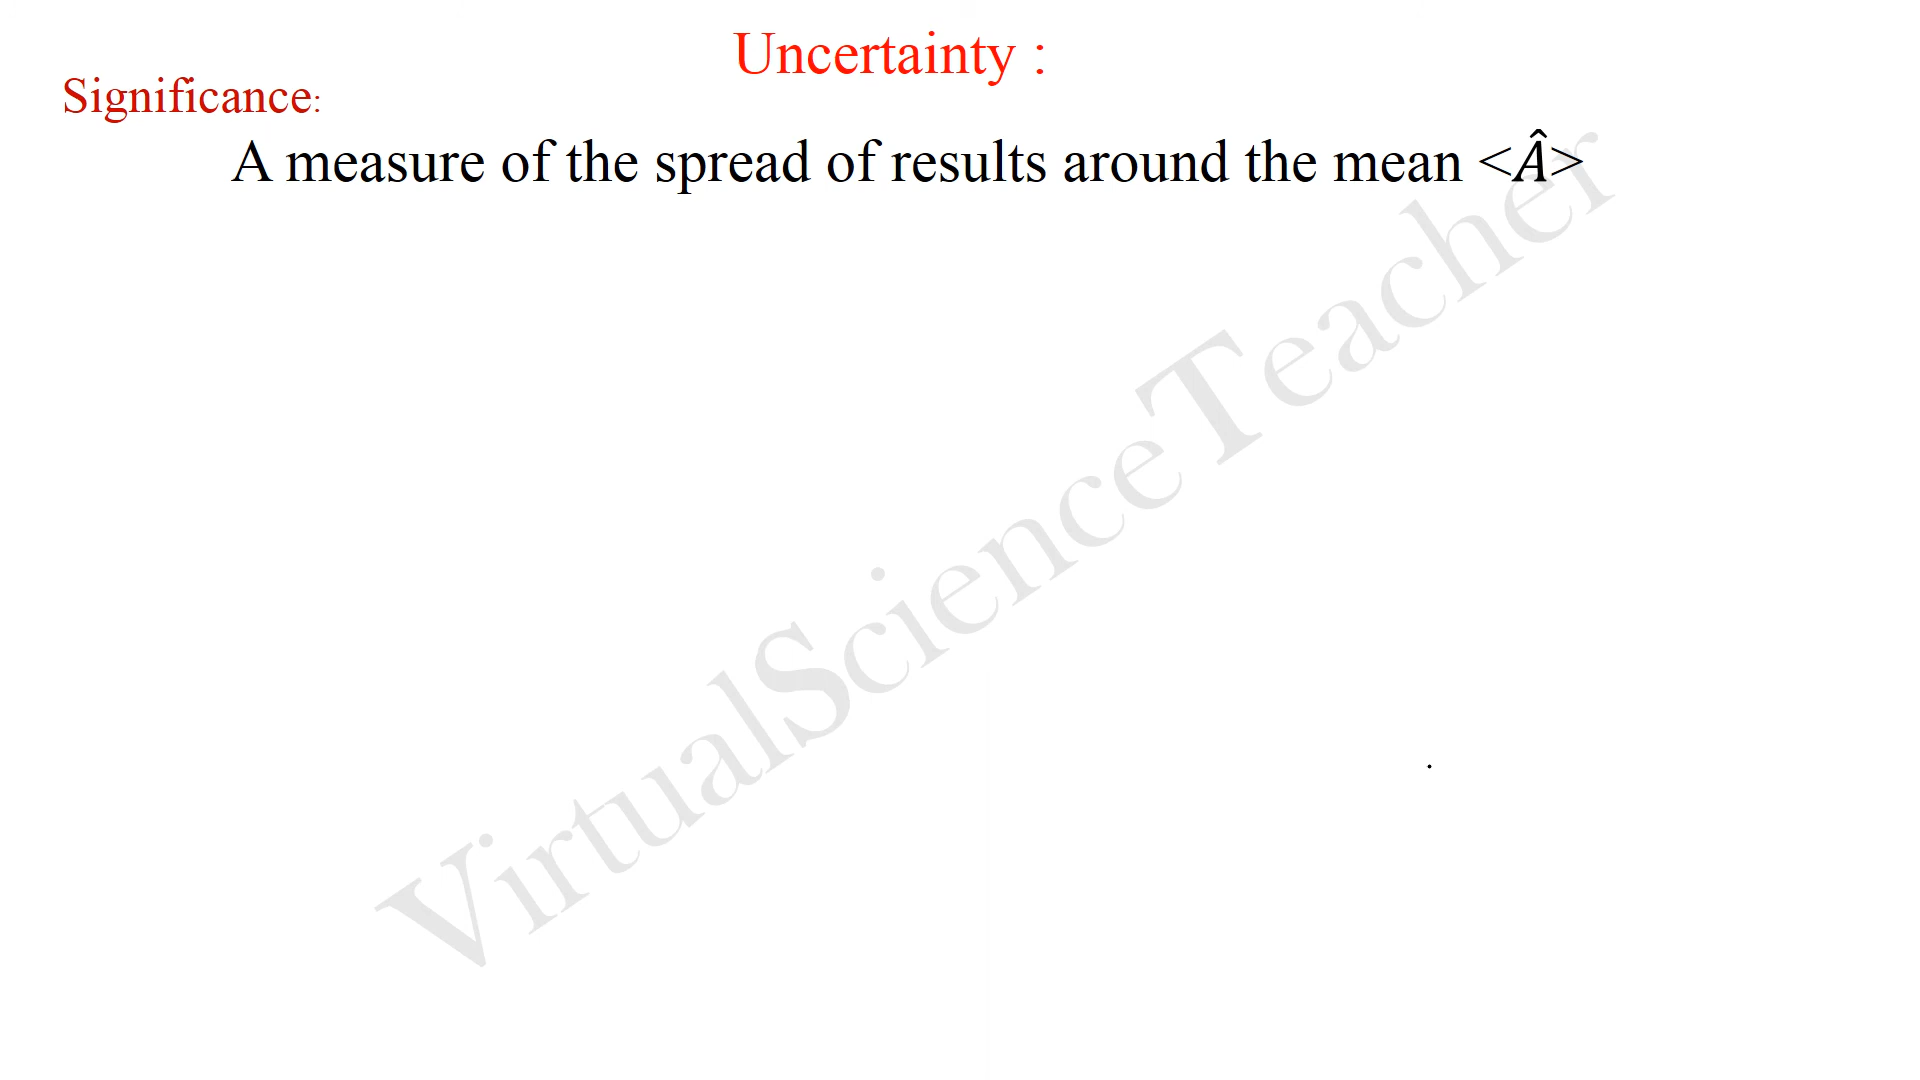 Uncertainty :
Significance:
A measure of the spread of results around the mean <Â>
VirtualScienceTeacher